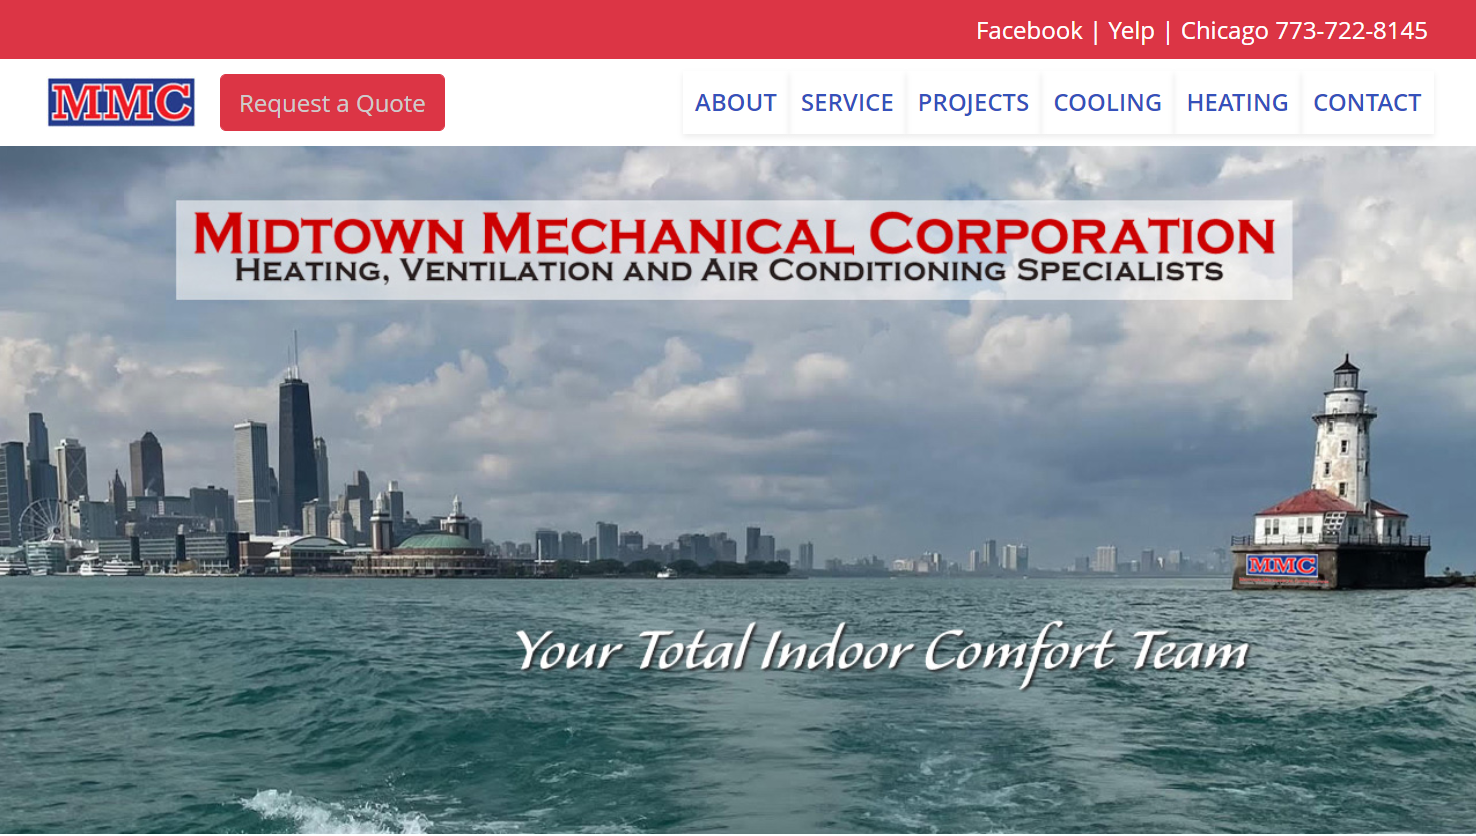 Facebook | Yelp | Chicago 773-722-8145
MMC
Request a Quote
ABOUT
SERVICE
PROJECTS
COOLING
HEATING
CONTACT
MIDTOWN MECHANICAL CORPORATION
HEATING, VENTILATION AND AIR CONDITIONING SPECIALISTS
MMC
Your Total Indoor Comfort Team